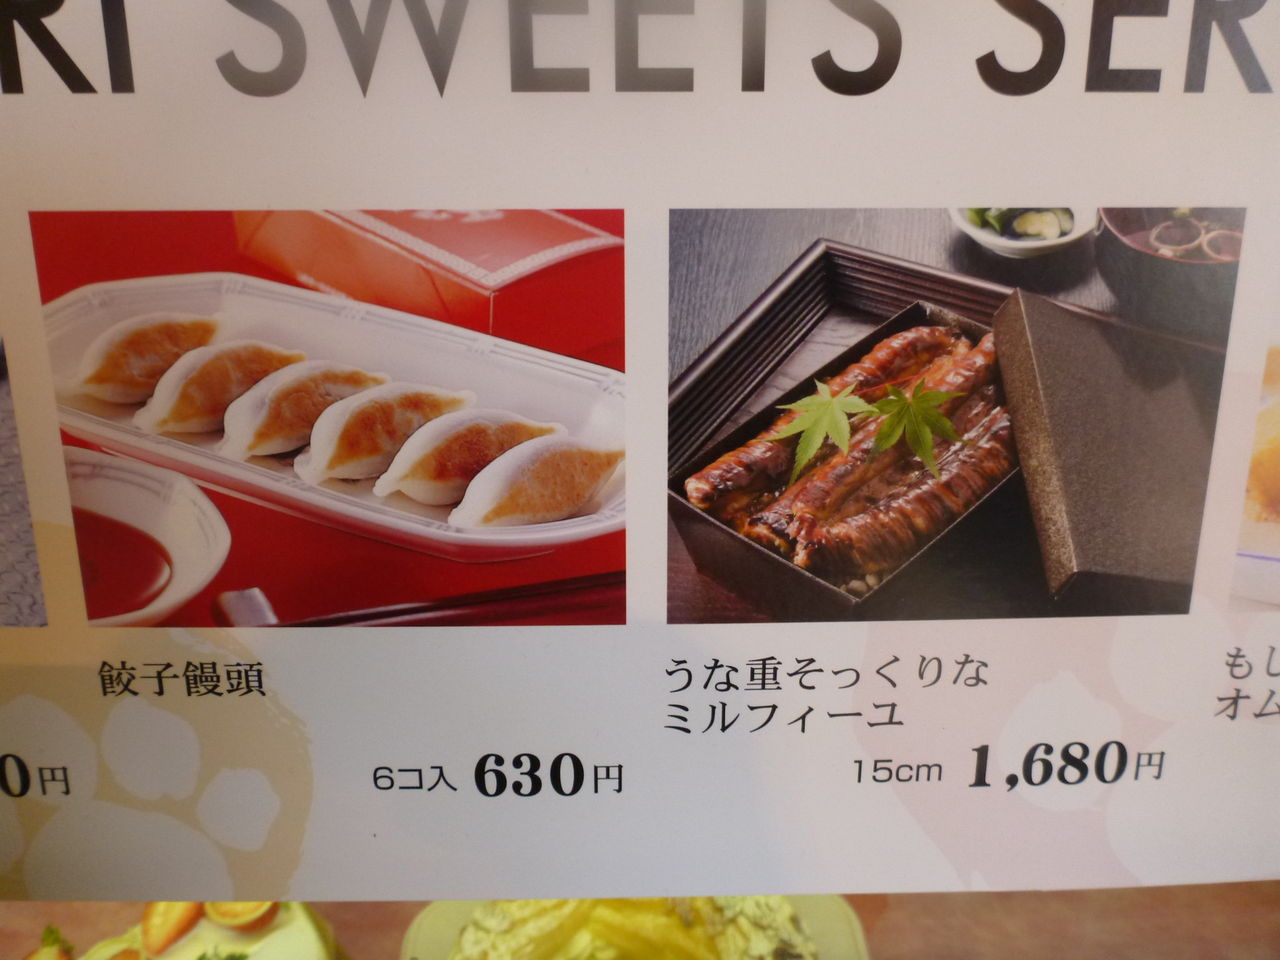 RI SWEETS SER
餃子饅頭
6コ入 630円
うな重そっくりな
ミルフィーユ
15cm 1,680円
0円
もし
オム